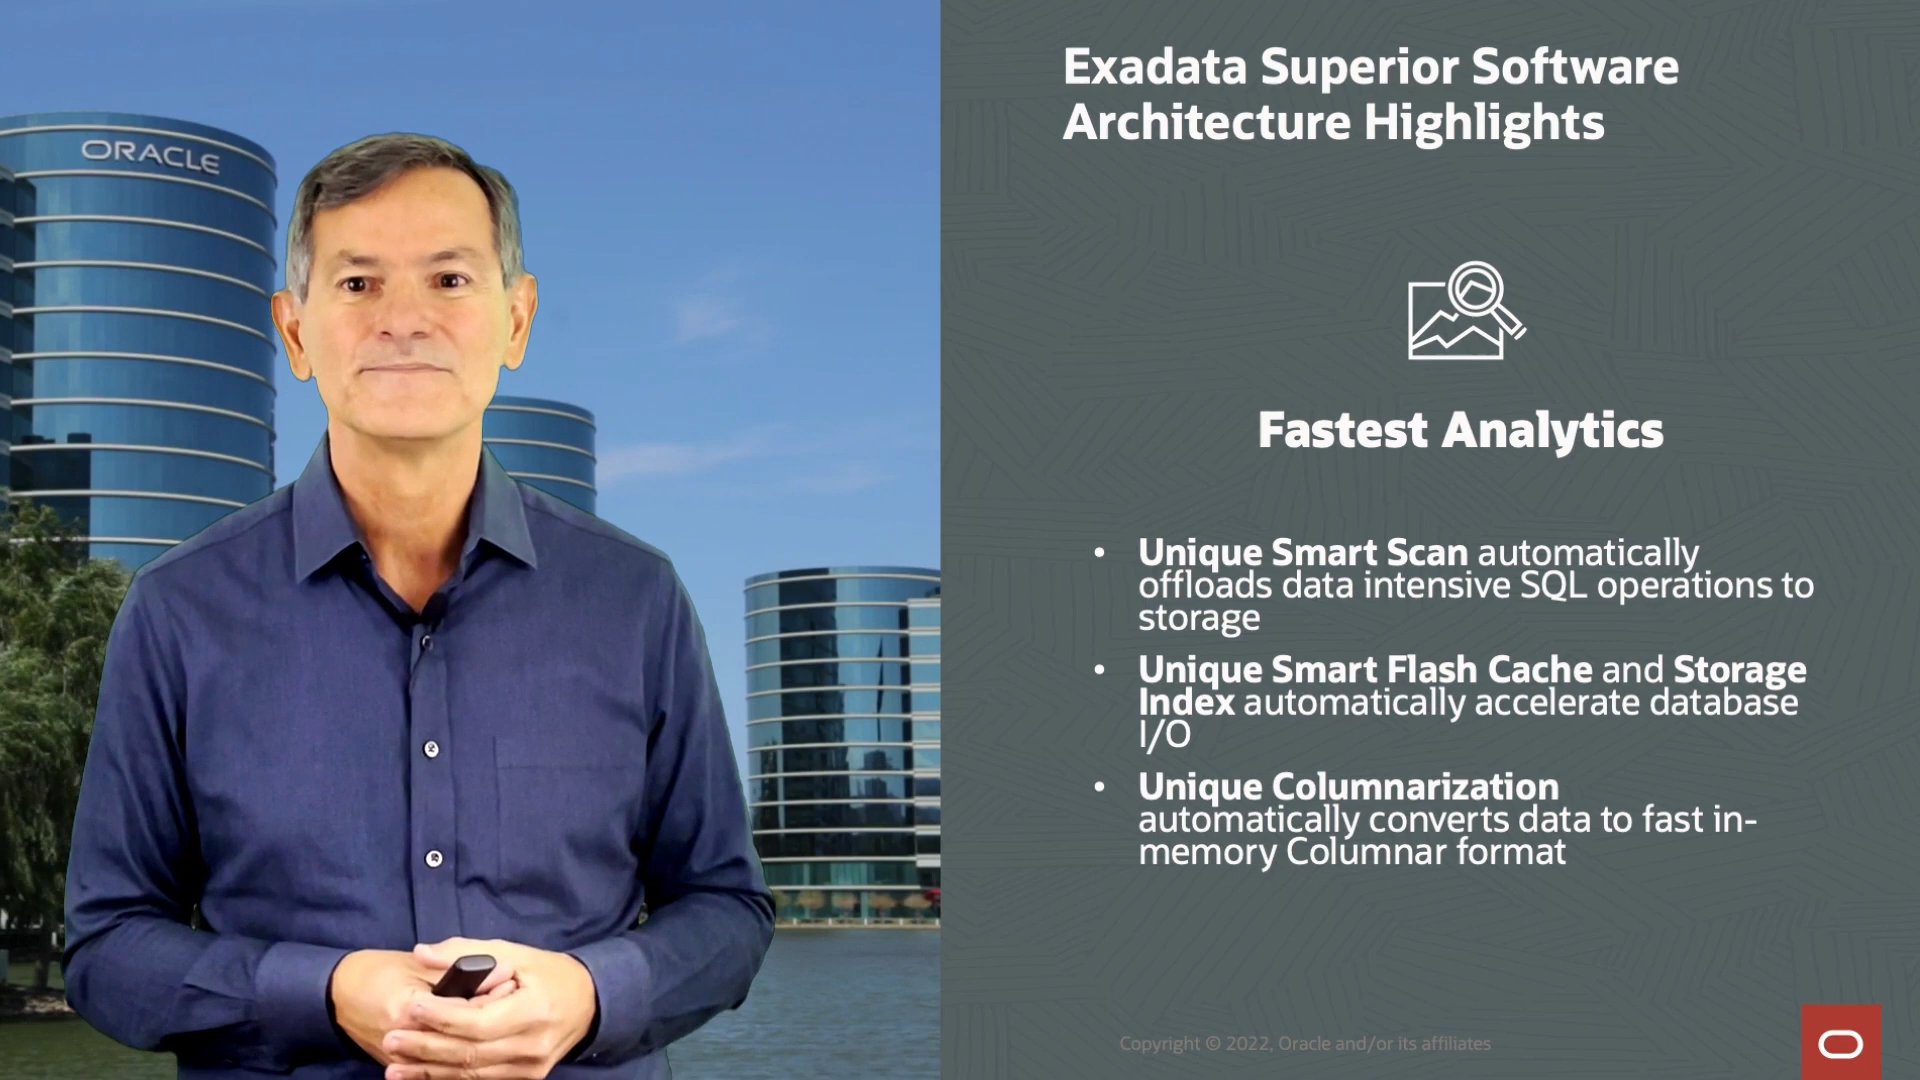 ORACLE
Exadata Superior Software
Architecture Highlights
Fastest Analytics
• Unique Smart Scan automatically
offloads data intensive SQL operations to
storage
• Unique Smart Flash Cache and Storage
Index automatically accelerate database
I/O
• Unique Columnarization
automatically converts data to fast in-
memory Columnar format
Copyright © 2022, Oracle and/or its affiliates